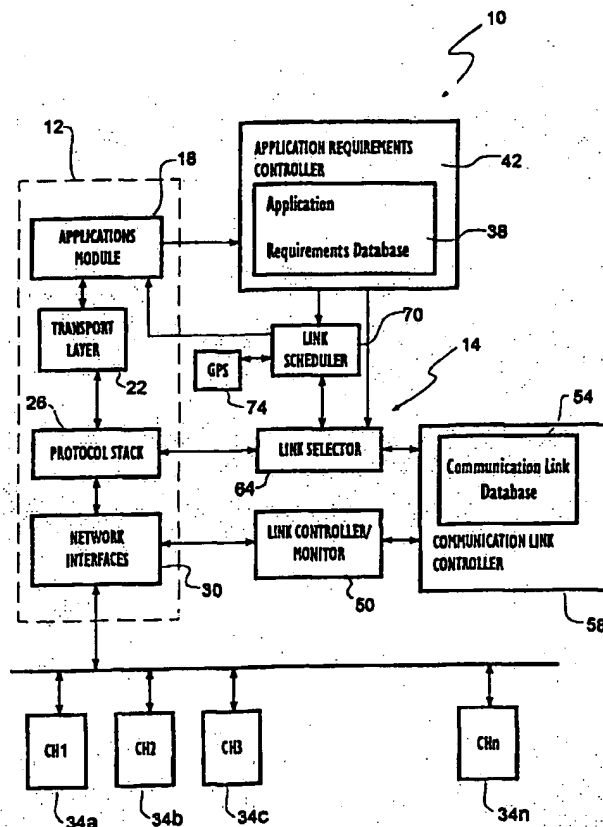 10
12
18
APPLICATION REQUIREMENTS
CONTROLLER
42
Application
Requirements Database
38
APPLICATIONS
MODULE
TRANSPORT
LAYER
22
LINK
SCHEDULER
70
GPS
74
14
26
PROTOCOL STACK
LINK SELECTOR
64
54
Communication Link
Database
COMMUNICATION LINK
CONTROLLER
58
NETWORK
INTERFACES
30
LINK CONTROLLER/
MONITOR
50
CH1
CH2
CH3
CHn
34a
34b
34c
34n